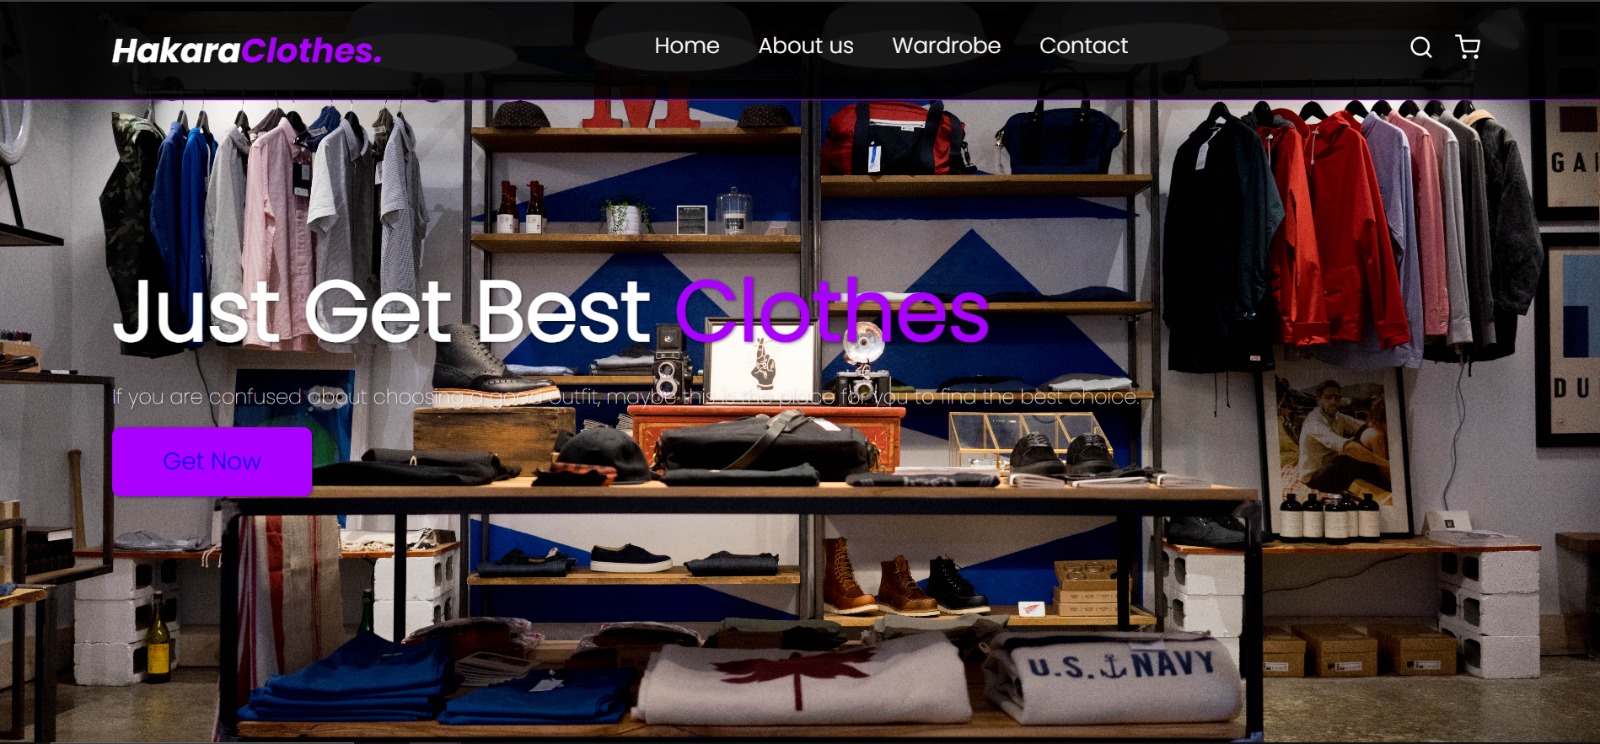 HakaraClothes.
Home About us Wardrobe Contact
M
GAI
Just Get Best Clothes
DU
If you are confused about choosing a good outfit, maybe this is the place for you to find the best choice.
Get Now
U.S. NAVY